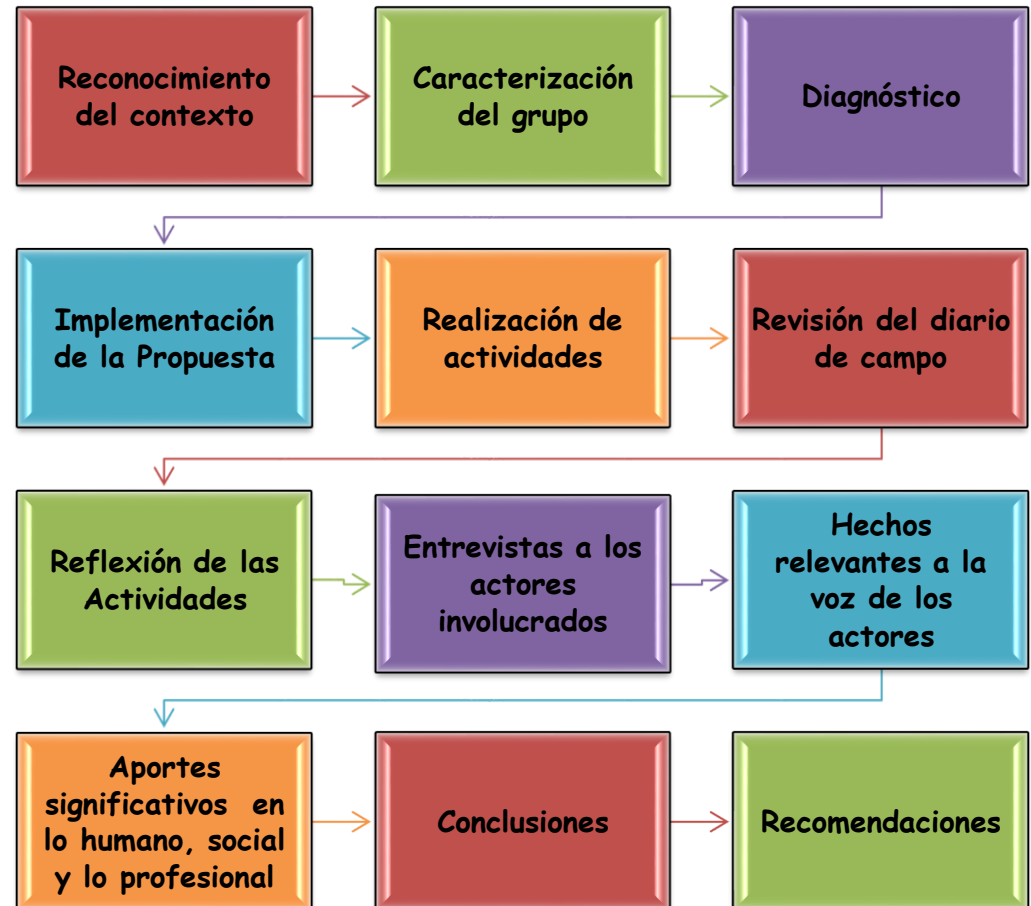 Reconocimiento
del contexto
Caracterización
del grupo
Diagnóstico
Implementación
de la Propuesta
Realización de
actividades
Revisión del diario
de campo
Reflexión de las
Actividades
Entrevistas a los
actores
involucrados
Hechos
relevantes a la
voz de los
actores
Aportes
significativos en
lo humano, social
y lo profesional
Conclusiones
Recomendaciones